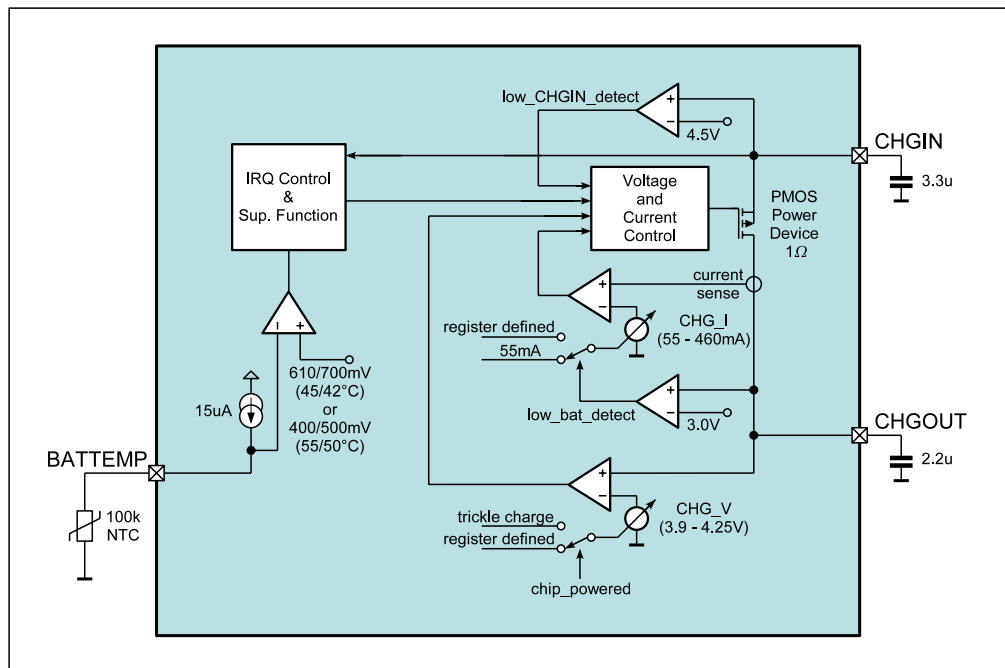 low_CHGIN_detect
+
−
4.5V
CHGIN
3.3u
IRQ Control
& Sup. Function
Voltage
and
Current
Control
PMOS
Power
Device
1Ω
current
sense
+
−
CHG_I
(55 - 460mA)
register defined
55mA
− +
610/700mV
(45/42°C)
or
400/500mV
(55/50°C)
15uA
low_bat_detect
+
−
3.0V
CHGOUT
2.2u
BATTEMP
100k
NTC
+
−
CHG_V
(3.9 - 4.25V)
trickle charge
register defined
chip_powered